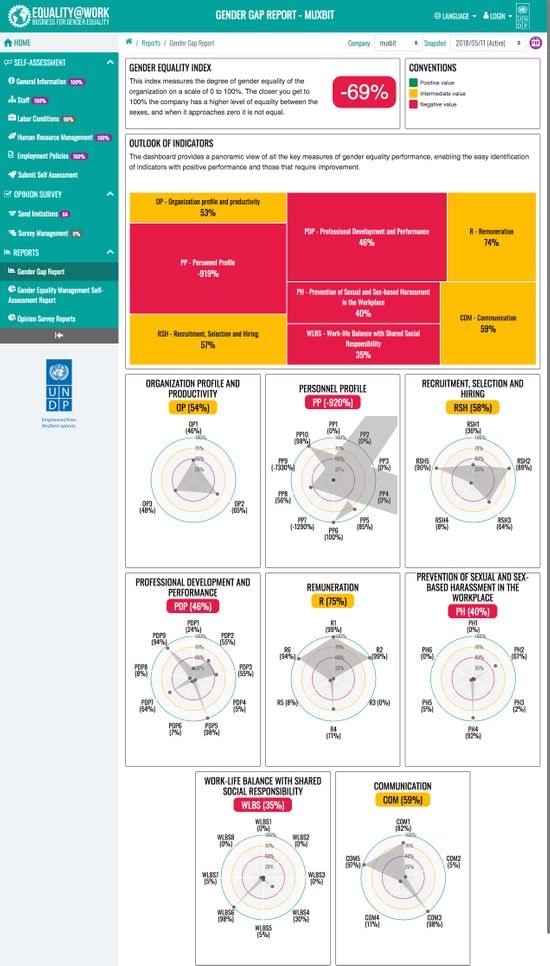 EQUALITY@WORK
BUSINESS FOR GENDER EQUALITY
GENDER GAP REPORT - MUXBIT
LANGUAGE
LOGIN
HOME
/ Reports / Gender Gap Report
Company muxbit Snapshot 2018/05/11 (Active)
SELF-ASSESSMENT
General Information 100%
Staff 100%
Labor Conditions 96%
Human Resource Management 100%
Employment Policies 100%
Submit Self Assessment
OPINION SURVEY
Send Invitations 64
Survey Management 0%
REPORTS
Gender Gap Report
Gender Equality Management Self-
Assessment Report
Opinion Survey Reports
U N
D P
Empowered lives.
Resilient nations.
GENDER EQUALITY INDEX
This index measures the degree of gender equality of the
organization on a scale of 0 to 100%. The closer you get to
100% the company has a higher level of equality between the
sexes, and when it approaches zero it is not equal.
-69%
CONVENTIONS
Positive value
Intermediate value
Negative value
OUTLOOK OF INDICATORS
The dashboard provides a panoramic view of all the key measures of gender equality performance, enabling the easy identification
of indicators with positive performance and those that require improvement.
OP - Organization profile and productivity
53%
PP - Personnel Profile
-919%
RSH - Recruitment, Selection and Hiring
57%
PDP - Professional Development and Performance
46%
PH - Prevention of Sexual and Sex-based Harassment
in the Workplace
40%
WLBS - Work-life Balance with Shared Social
Responsibility
35%
R - Remuneration
74%
COM - Communication
59%
ORGANIZATION PROFILE AND
PRODUCTIVITY
OP (54%)
OP1
(46%)
OP2
(65%)
OP3
(48%)
PERSONNEL PROFILE
PP (-920%)
PP1
(0%)
PP2
(0%)
PP3
(0%)
PP4
(0%)
PP5
(85%)
PP6
(100%)
PP7
(-1290%)
PP8
(56%)
PP9
(-7330%)
PP10
(98%)
RECRUITMENT, SELECTION AND
HIRING
RSH (58%)
RSH1
(36%)
RSH2
(89%)
RSH3
(64%)
RSH4
(8%)
RSH5
(90%)
PROFESSIONAL DEVELOPMENT AND
PERFORMANCE
PDP (46%)
PDP1
(24%)
PDP2
(55%)
PDP3
(55%)
PDP4
(5%)
PDP5
(98%)
PDP6
(7%)
PDP7
(64%)
PDP8
(8%)
PDP9
(94%)
REMUNERATION
R (75%)
R1
(99%)
R2
(99%)
R3 (0%)
R4
(71%)
R5 (8%)
R6
(94%)
PREVENTION OF SEXUAL AND SEX-
BASED HARASSMENT IN THE
WORKPLACE
PH (40%)
PH1
(0%)
PH2
(61%)
PH3
(2%)
PH4
(92%)
PH5
(5%)
PH6
(0%)
WORK-LIFE BALANCE WITH SHARED
SOCIAL RESPONSIBILITY
WLBS (35%)
WLBS1
(0%)
WLBS2
(0%)
WLBS3
(0%)
WLBS4
(30%)
WLBS5
(5%)
WLBS6
(98%)
WLBS7
(5%)
WLBS8
(0%)
COMMUNICATION
COM (59%)
COM1
(82%)
COM2
(5%)
COM3
(98%)
COM4
(11%)
COM5
(97%)